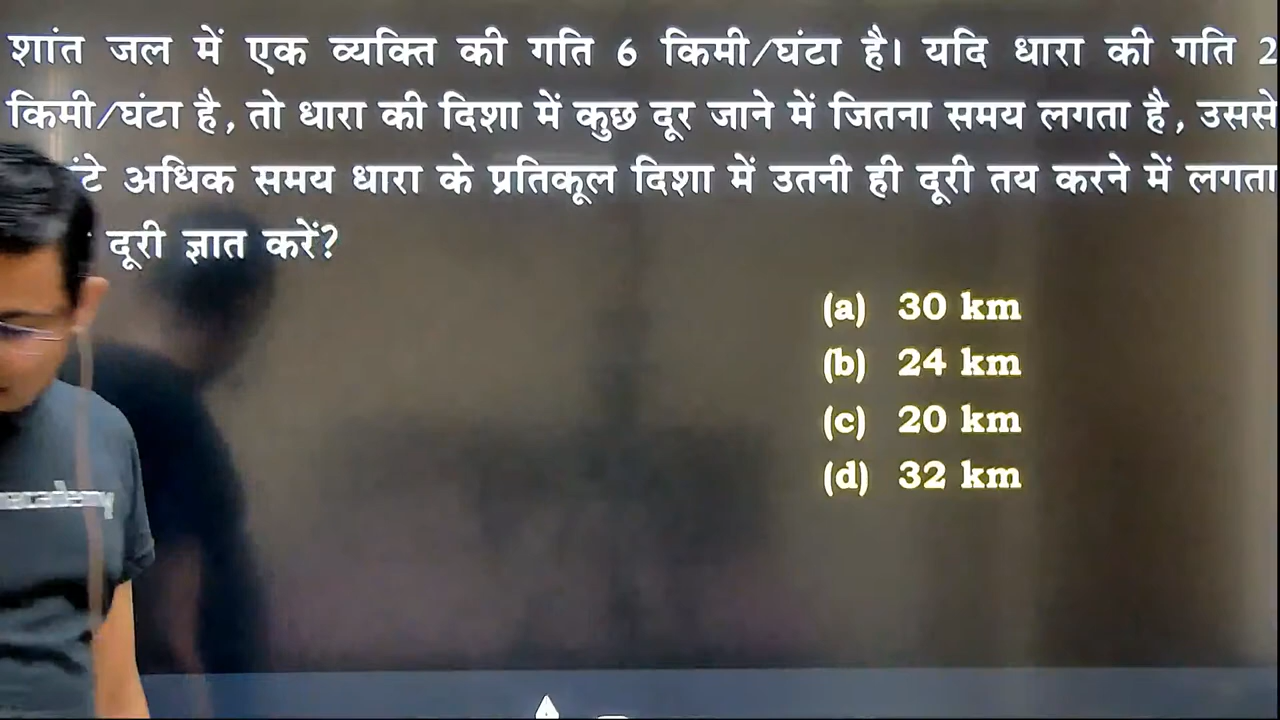 शांत जल में एक व्यक्ति की गति 6 किमी/घंटा है। यदि धारा की गति 2
किमी/घंटा है, तो धारा की दिशा में कुछ दूर जाने में जितना समय लगता है, उससे
अधिक समय धारा के प्रतिकूल दिशा में उतनी ही दूरी तय करने में लगता
दूरी ज्ञात करें?
(a) 30 km
(b) 24 km
(c) 20 km
(d) 32 km